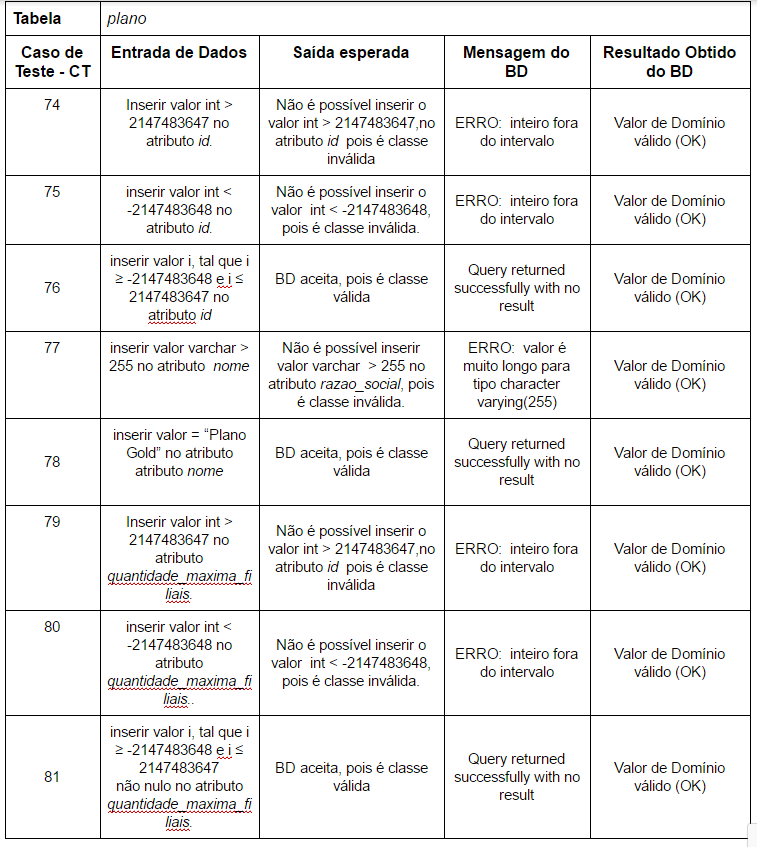 Tabela
plano
Caso de
Teste - CT
Entrada de Dados
Saída esperada
Mensagem do
BD
Resultado Obtido
do BD
74
Inserir valor int >
2147483647 no
atributo id.
Não é possível inserir o
valor int > 2147483647,no
atributo id pois é classe
inválida
ERRO: inteiro fora
do intervalo
Valor de Domínio
válido (OK)
75
inserir valor int <
-2147483648 no
atributo id.
Não é possível inserir o
valor int < -2147483648,
pois é classe inválida.
ERRO: inteiro fora
do intervalo
Valor de Domínio
válido (OK)
76
inserir valor i, tal que i
≥ -2147483648 e i ≤
2147483647 no
atributo id
BD aceita, pois é classe
válida
Query returned
successfully with no
result
Valor de Domínio
válido (OK)
77
inserir valor varchar >
255 no atributo nome
Não é possível inserir
valor varchar > 255 no
atributo razao_social, pois
é classe inválida.
ERRO: valor é
muito longo para
tipo character
varying(255)
Valor de Domínio
válido (OK)
78
inserir valor = “Plano
Gold” no atributo
atributo nome
BD aceita, pois é classe
válida
Query returned
successfully with no
result
Valor de Domínio
válido (OK)
79
Inserir valor int >
2147483647 no
atributo
quantidade_maxima_fi
liais.
Não é possível inserir o
valor int > 2147483647,no
atributo id pois é classe
inválida
ERRO: inteiro fora
do intervalo
Valor de Domínio
válido (OK)
80
inserir valor int <
-2147483648 no
atributo
quantidade_maxima_fi
liais..
Não é possível inserir o
valor int < -2147483648,
pois é classe inválida.
ERRO: inteiro fora
do intervalo
Valor de Domínio
válido (OK)
81
inserir valor i, tal que i
≥ -2147483648 e i ≤
2147483647
não nulo no atributo
quantidade_maxima_fi
liais.
BD aceita, pois é classe
válida
Query returned
successfully with no
result
Valor de Domínio
válido (OK)